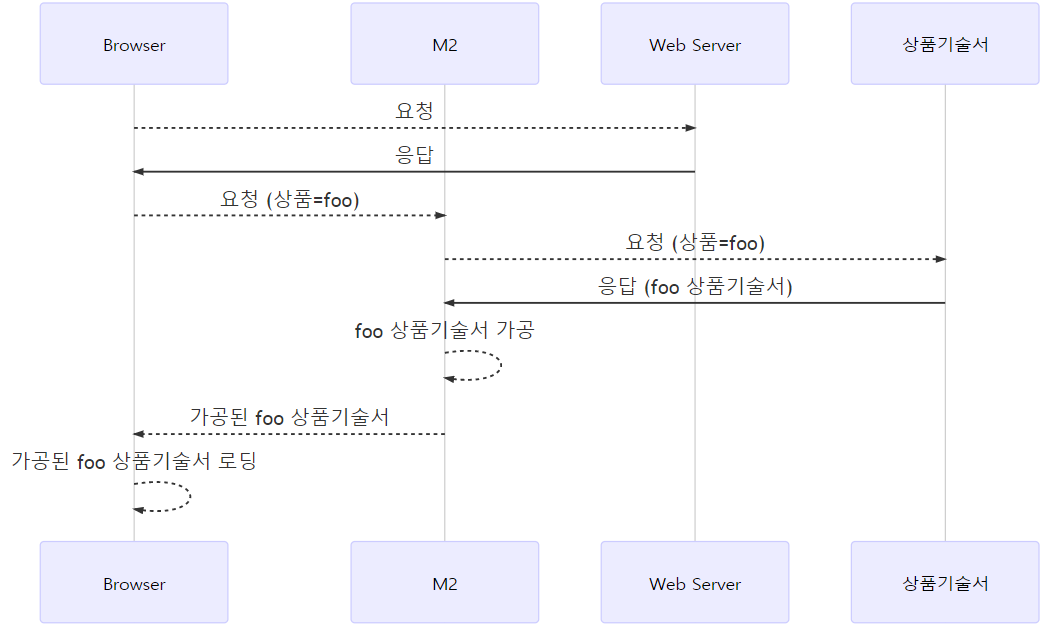 Browser
M2
Web Server
상품기술서
요청
응답
요청 (상품=foo)
요청 (상품=foo)
응답 (foo 상품기술서)
foo 상품기술서 가공
가공된 foo 상품기술서
가공된 foo 상품기술서 로딩
Browser
M2
Web Server
상품기술서